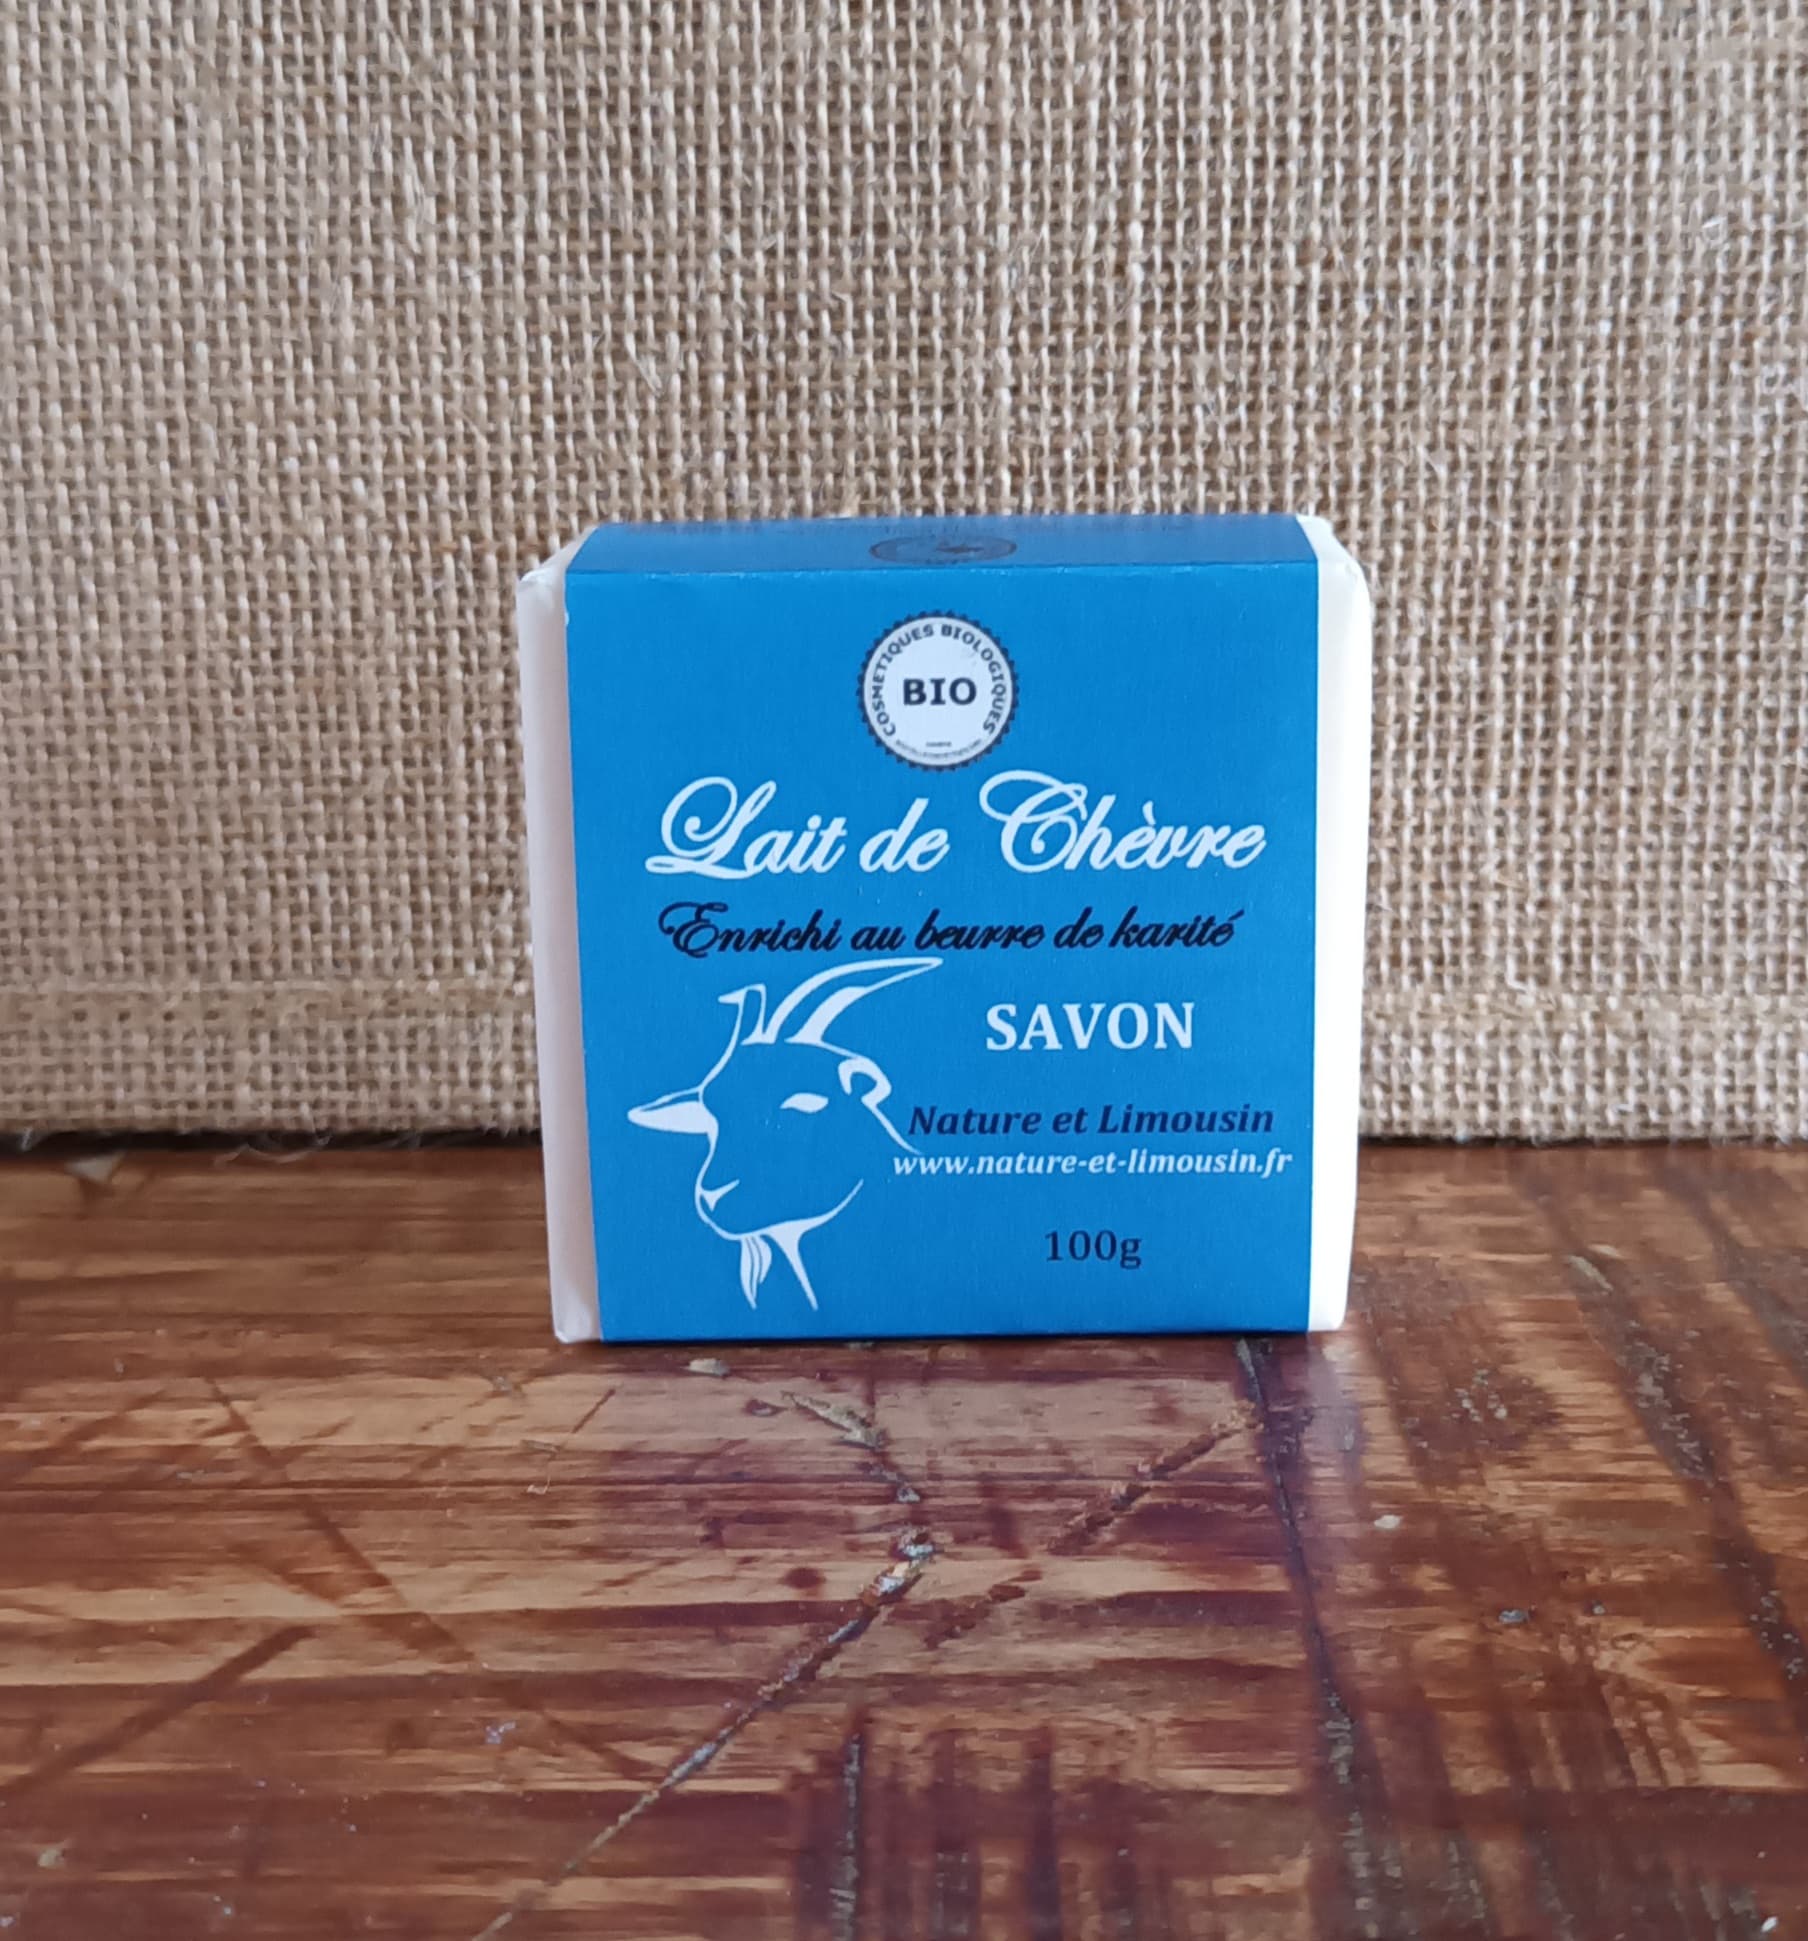 COSMETIQUES BIOLOGIQUES
BIO
Lait de Chèvre
Enrichi au beurre de karité
SAVON
Nature et Limousin
www.nature-et-limousin.fr
100g